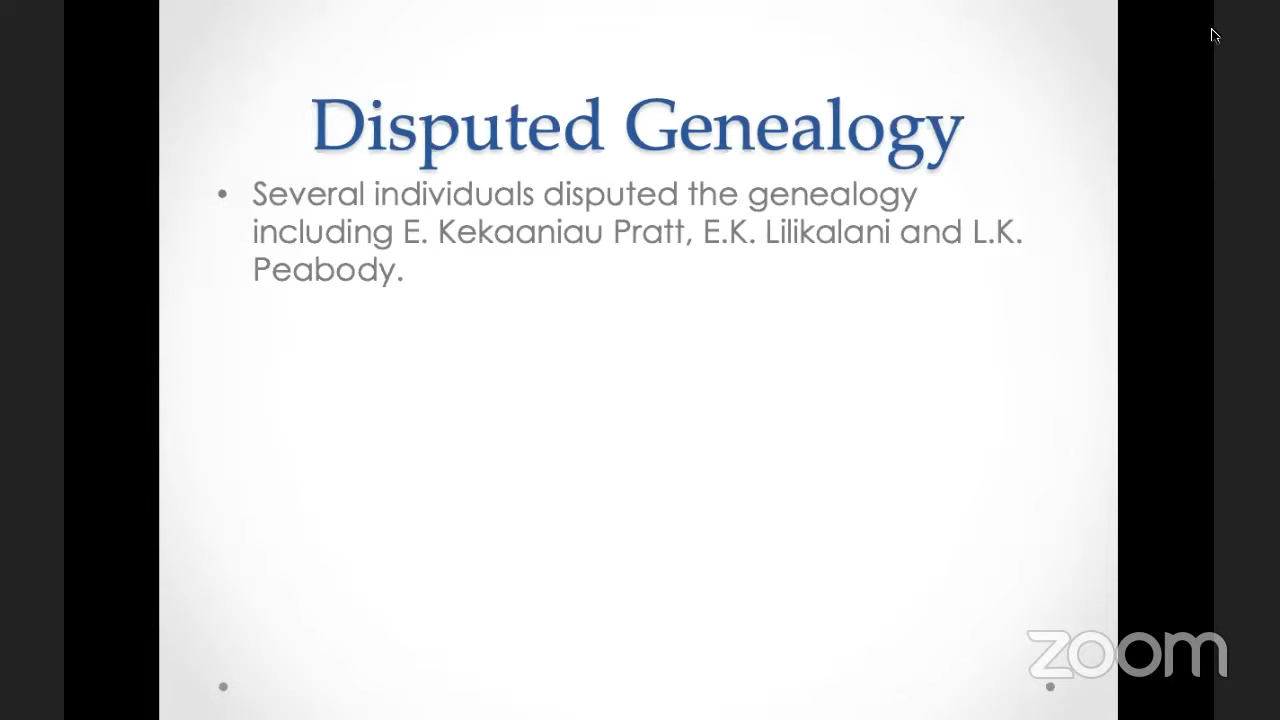 Disputed Genealogy
• Several individuals disputed the genealogy
including E. Kekaaniau Pratt, E.K. Lilikalani and L.K.
Peabody.
zoom